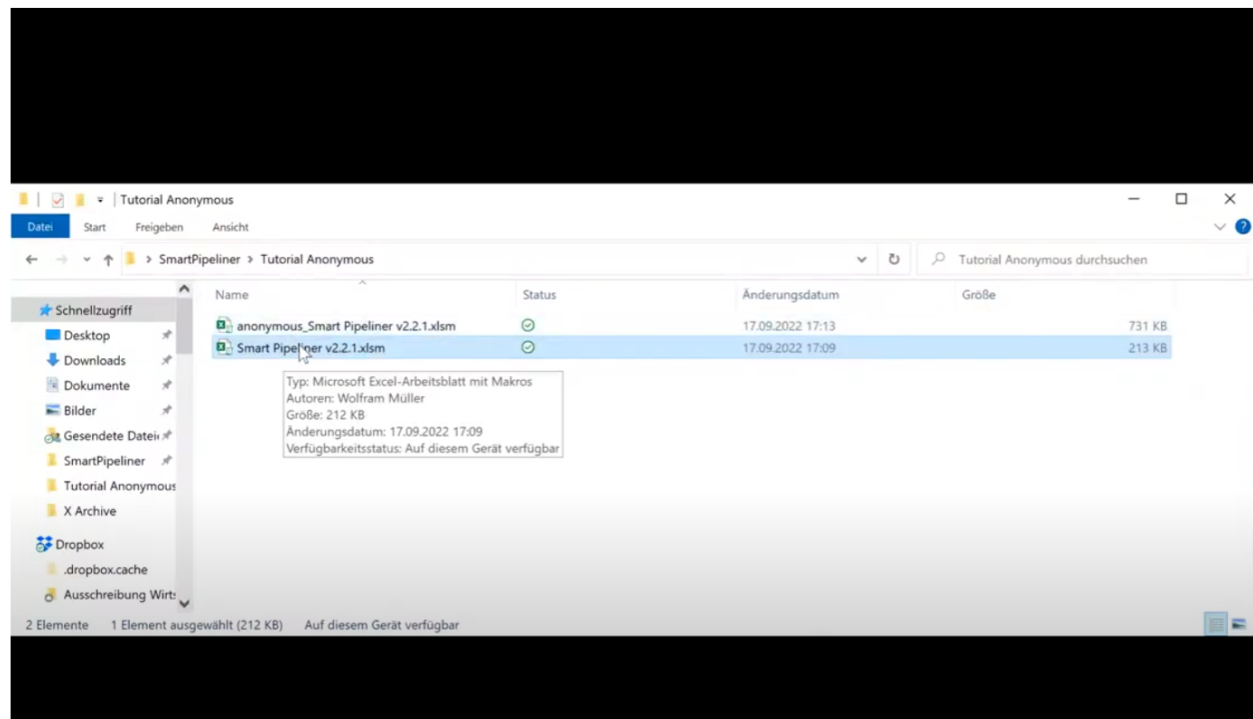 Tutorial Anonymous
Datei Start Freigeben Ansicht
SmartPipeliner > Tutorial Anonymous
Tutorial Anonymous durchsuchen
Name Status Änderungsdatum Größe
anonymous_Smart Pipeliner v2.2.1.xlsm 17.09.2022 17:13 731 KB
Smart Pipeliner v2.2.1.xlsm 17.09.2022 17:09 213 KB
Typ: Microsoft Excel-Arbeitsblatt mit Makros
Autoren: Wolfram Müller
Größe: 212 KB
Änderungsdatum: 17.09.2022 17:09
Verfügbarkeitsstatus: Auf diesem Gerät verfügbar
Schnellzugriff
Desktop
Downloads
Dokumente
Bilder
Gesendete Datei
SmartPipeliner
Tutorial Anonymous
X Archive
Dropbox
.dropbox.cache
Ausschreibung Wirts
2 Elemente 1 Element ausgewählt (212 KB) Auf diesem Gerät verfügbar